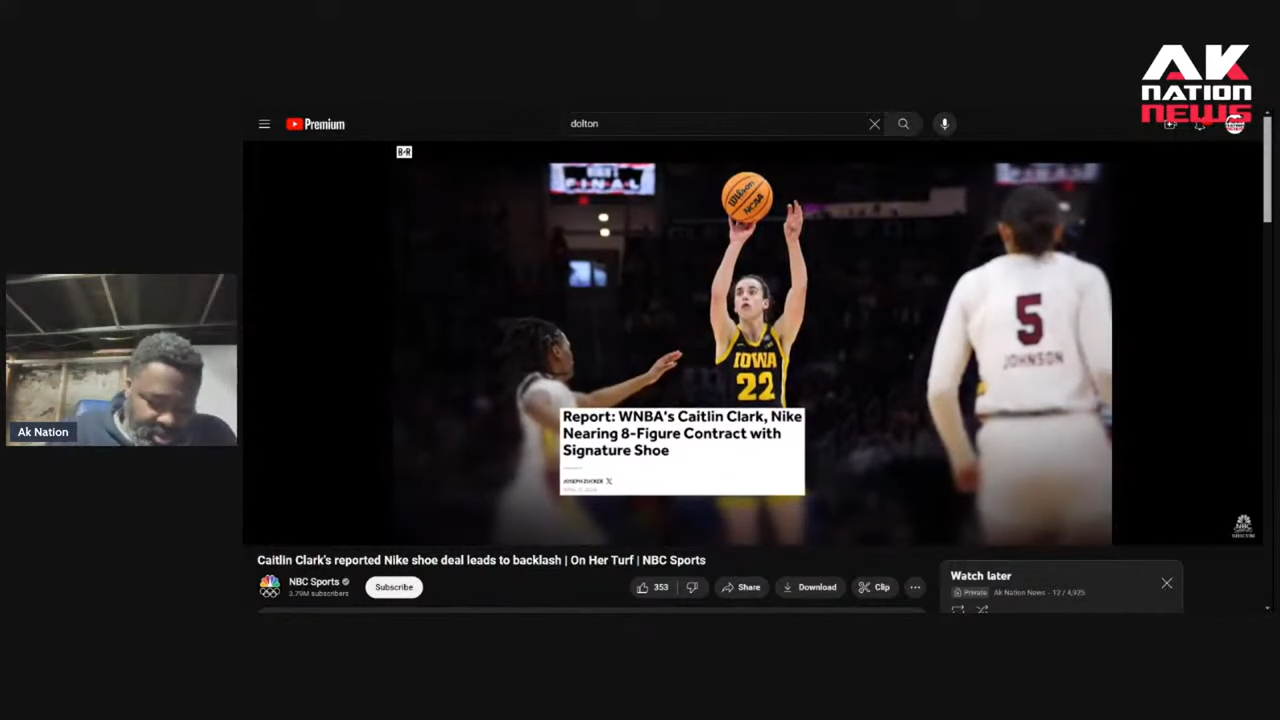 AK
NATION
NEWS
Premium
dolton
B/R
FINAL
Wilson
NCAA
5
JOHNSON
IOWA
22
Report: WNBA's Caitlin Clark, Nike
Nearing 8-Figure Contract with
Signature Shoe
JOSEPH ZUCKER X
Ak Nation
Caitlin Clark's reported Nike shoe deal leads to backlash | On Her Turf | NBC Sports
NBC Sports
3.79M subscribers
Subscribe
353
Share
Download
Clip
Watch later
Private
Ak Nation News - 12 / 4,925